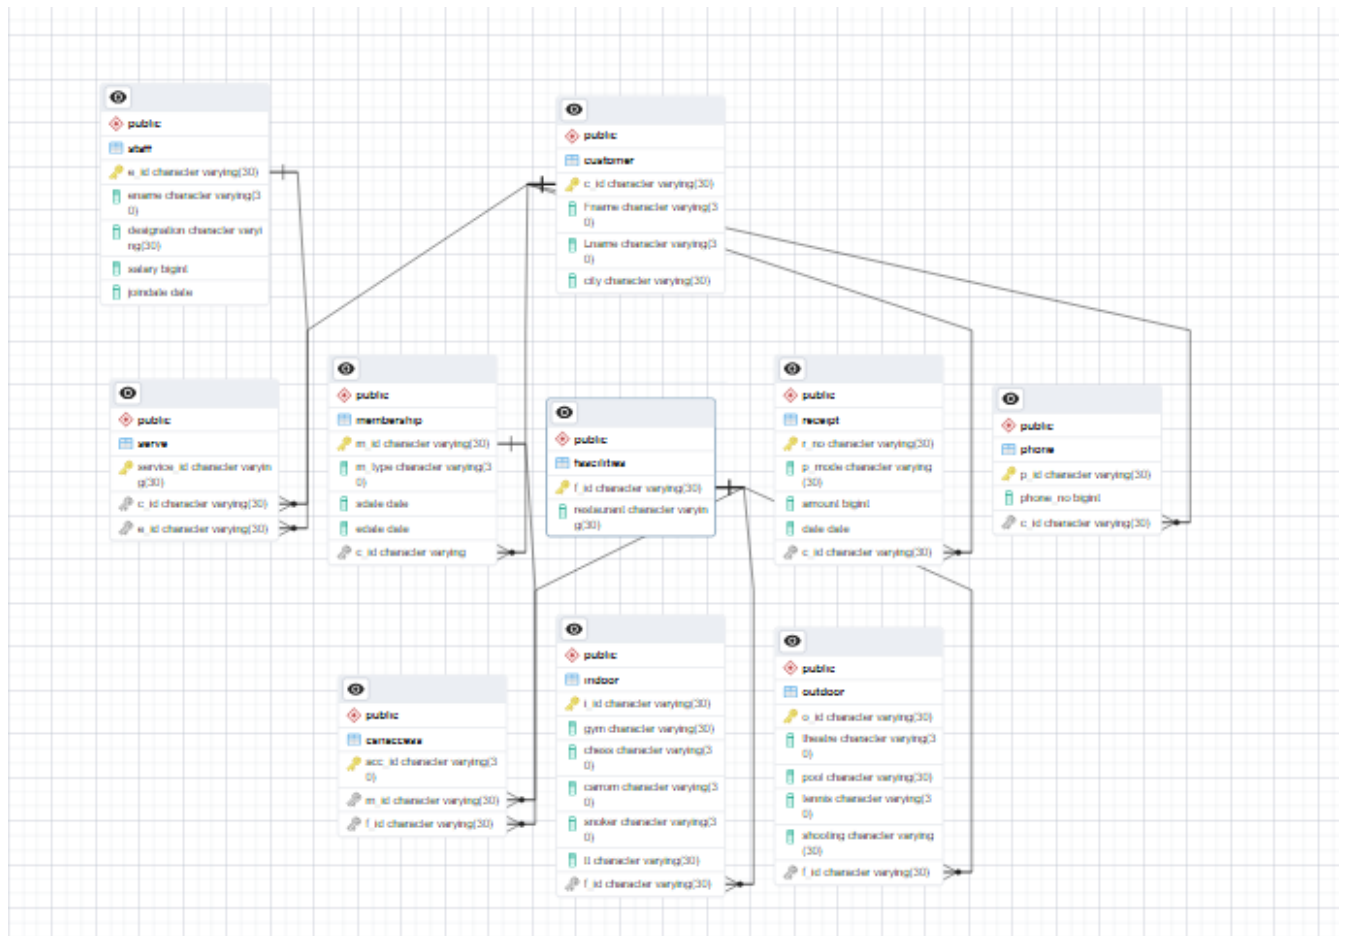 public
staff
e_id character varying(30)
ename character varying(3
0)
designation character varyi
ng(30)
salary bigint
joindate date
public
customer
c_id character varying(30)
Fname character varying(3
0)
Lname character varying(3
0)
city character varying(30)
public
serve
service_id character varyin
g(30)
c_id character varying(30)
e_id character varying(30)
public
membership
m_id character varying(30)
m_type character varying(3
0)
sdate date
edate date
c_id character varying
public
f_id character varying(30)
restaurant character varyin
g(30)
public
receipt
r_no character varying(30)
p_mode character varying
(30)
amount bigint
date date
c_id character varying(30)
public
phone
p_id character varying(30)
phone_no bigint
c_id character varying(30)
public
canaccess
acc_id character varying(3
0)
m_id character varying(30)
f_id character varying(30)
public
indoor
i_id character varying(30)
gym character varying(30)
chess character varying(3
0)
carrom character varying(3
0)
snoker character varying(3
0)
character varying(30)
f_id character varying(30)
public
outdoor
o_id character varying(30)
theatre character varying(3
0)
pool character varying(30)
tennis character varying(3
0)
shooting character varying
(30)
f_id character varying(30)